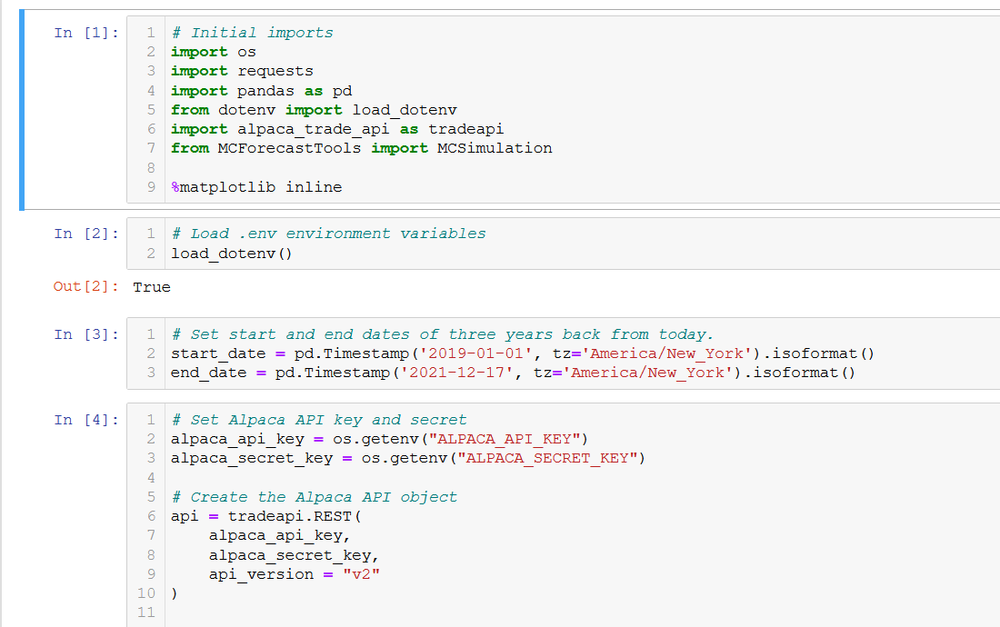 In [1]:
1 # Initial imports
2 import os
3 import requests
4 import pandas as pd
5 from dotenv import load_dotenv
6 import alpaca_trade_api as tradeapi
7 from MCForecastTools import MCSimulation
8
9 %matplotlib inline
In [2]:
1 # Load .env environment variables
2 load_dotenv()
Out[2]: True
In [3]:
1 # Set start and end dates of three years back from today.
2 start_date = pd.Timestamp('2019-01-01', tz='America/New_York').isoformat()
3 end_date = pd.Timestamp('2021-12-17', tz='America/New_York').isoformat()
In [4]:
1 # Set Alpaca API key and secret
2 alpaca_api_key = os.getenv("ALPACA_API_KEY")
3 alpaca_secret_key = os.getenv("ALPACA_SECRET_KEY")
4
5 # Create the Alpaca API object
6 api = tradeapi.REST(
7     alpaca_api_key,
8     alpaca_secret_key,
9     api_version = "v2"
10 )
11